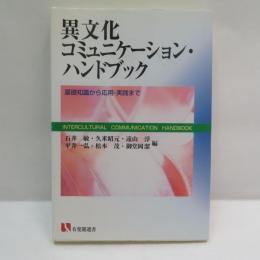 異文化
コミュニケーション・
ハンドブック
基礎知識から応用・実践まで
INTERCULTURAL COMMUNICATION HANDBOOK
石井 敏・久米昭元・遠山 淳
平井一弘・松本 茂・御堂岡潔 編
有斐閣選書